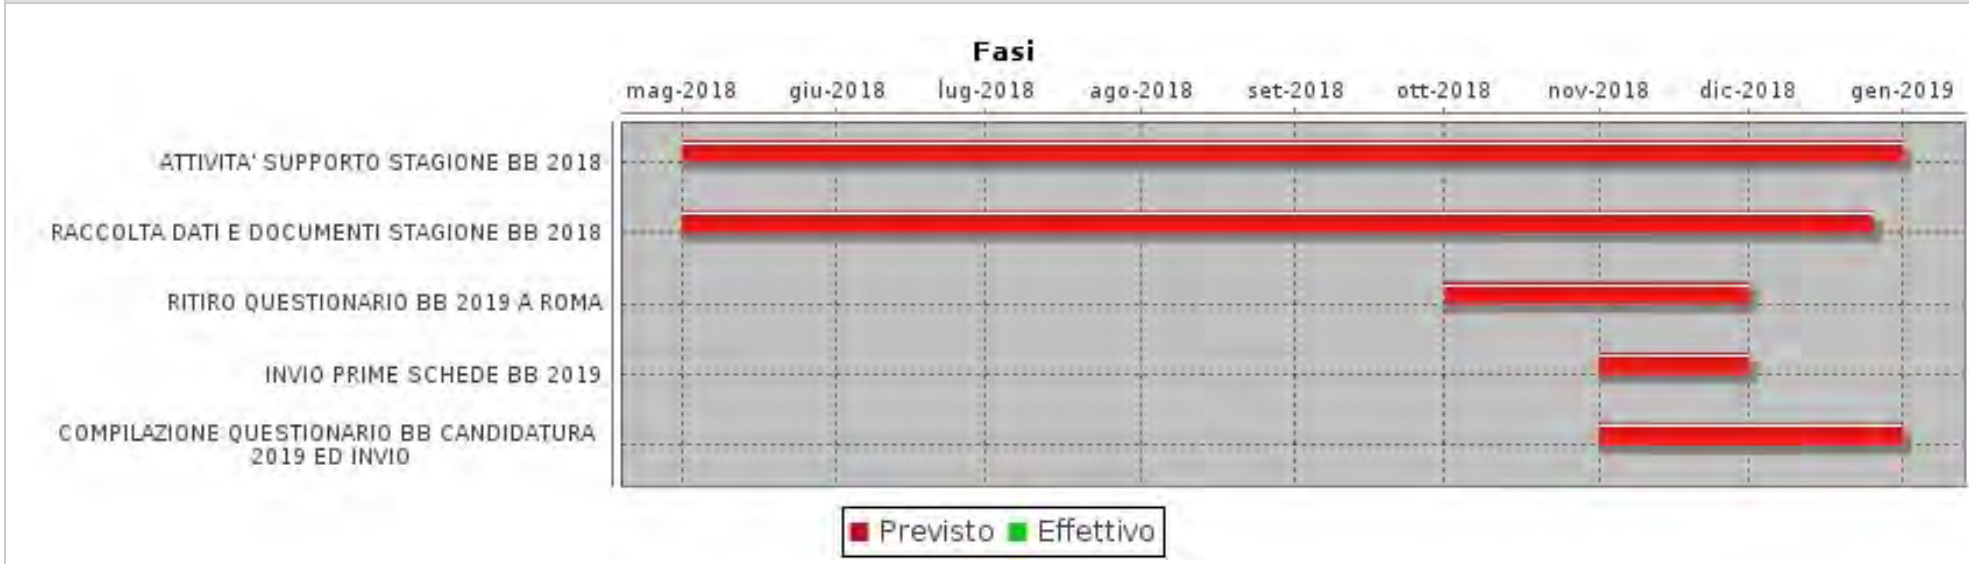 Fasi
mag-2018 giu-2018 lug-2018 ago-2018 set-2018 ott-2018 nov-2018 dic-2018 gen-2019
ATTIVITA' SUPPORTO STAGIONE BB 2018
RACCOLTA DATI E DOCUMENTI STAGIONE BB 2018
RITIRO QUESTIONARIO BB 2019 A ROMA
INVIO PRIME SCHEDE BB 2019
COMPILAZIONE QUESTIONARIO BB CANDIDATURA
2019 ED INVIO
Previsto Effettivo